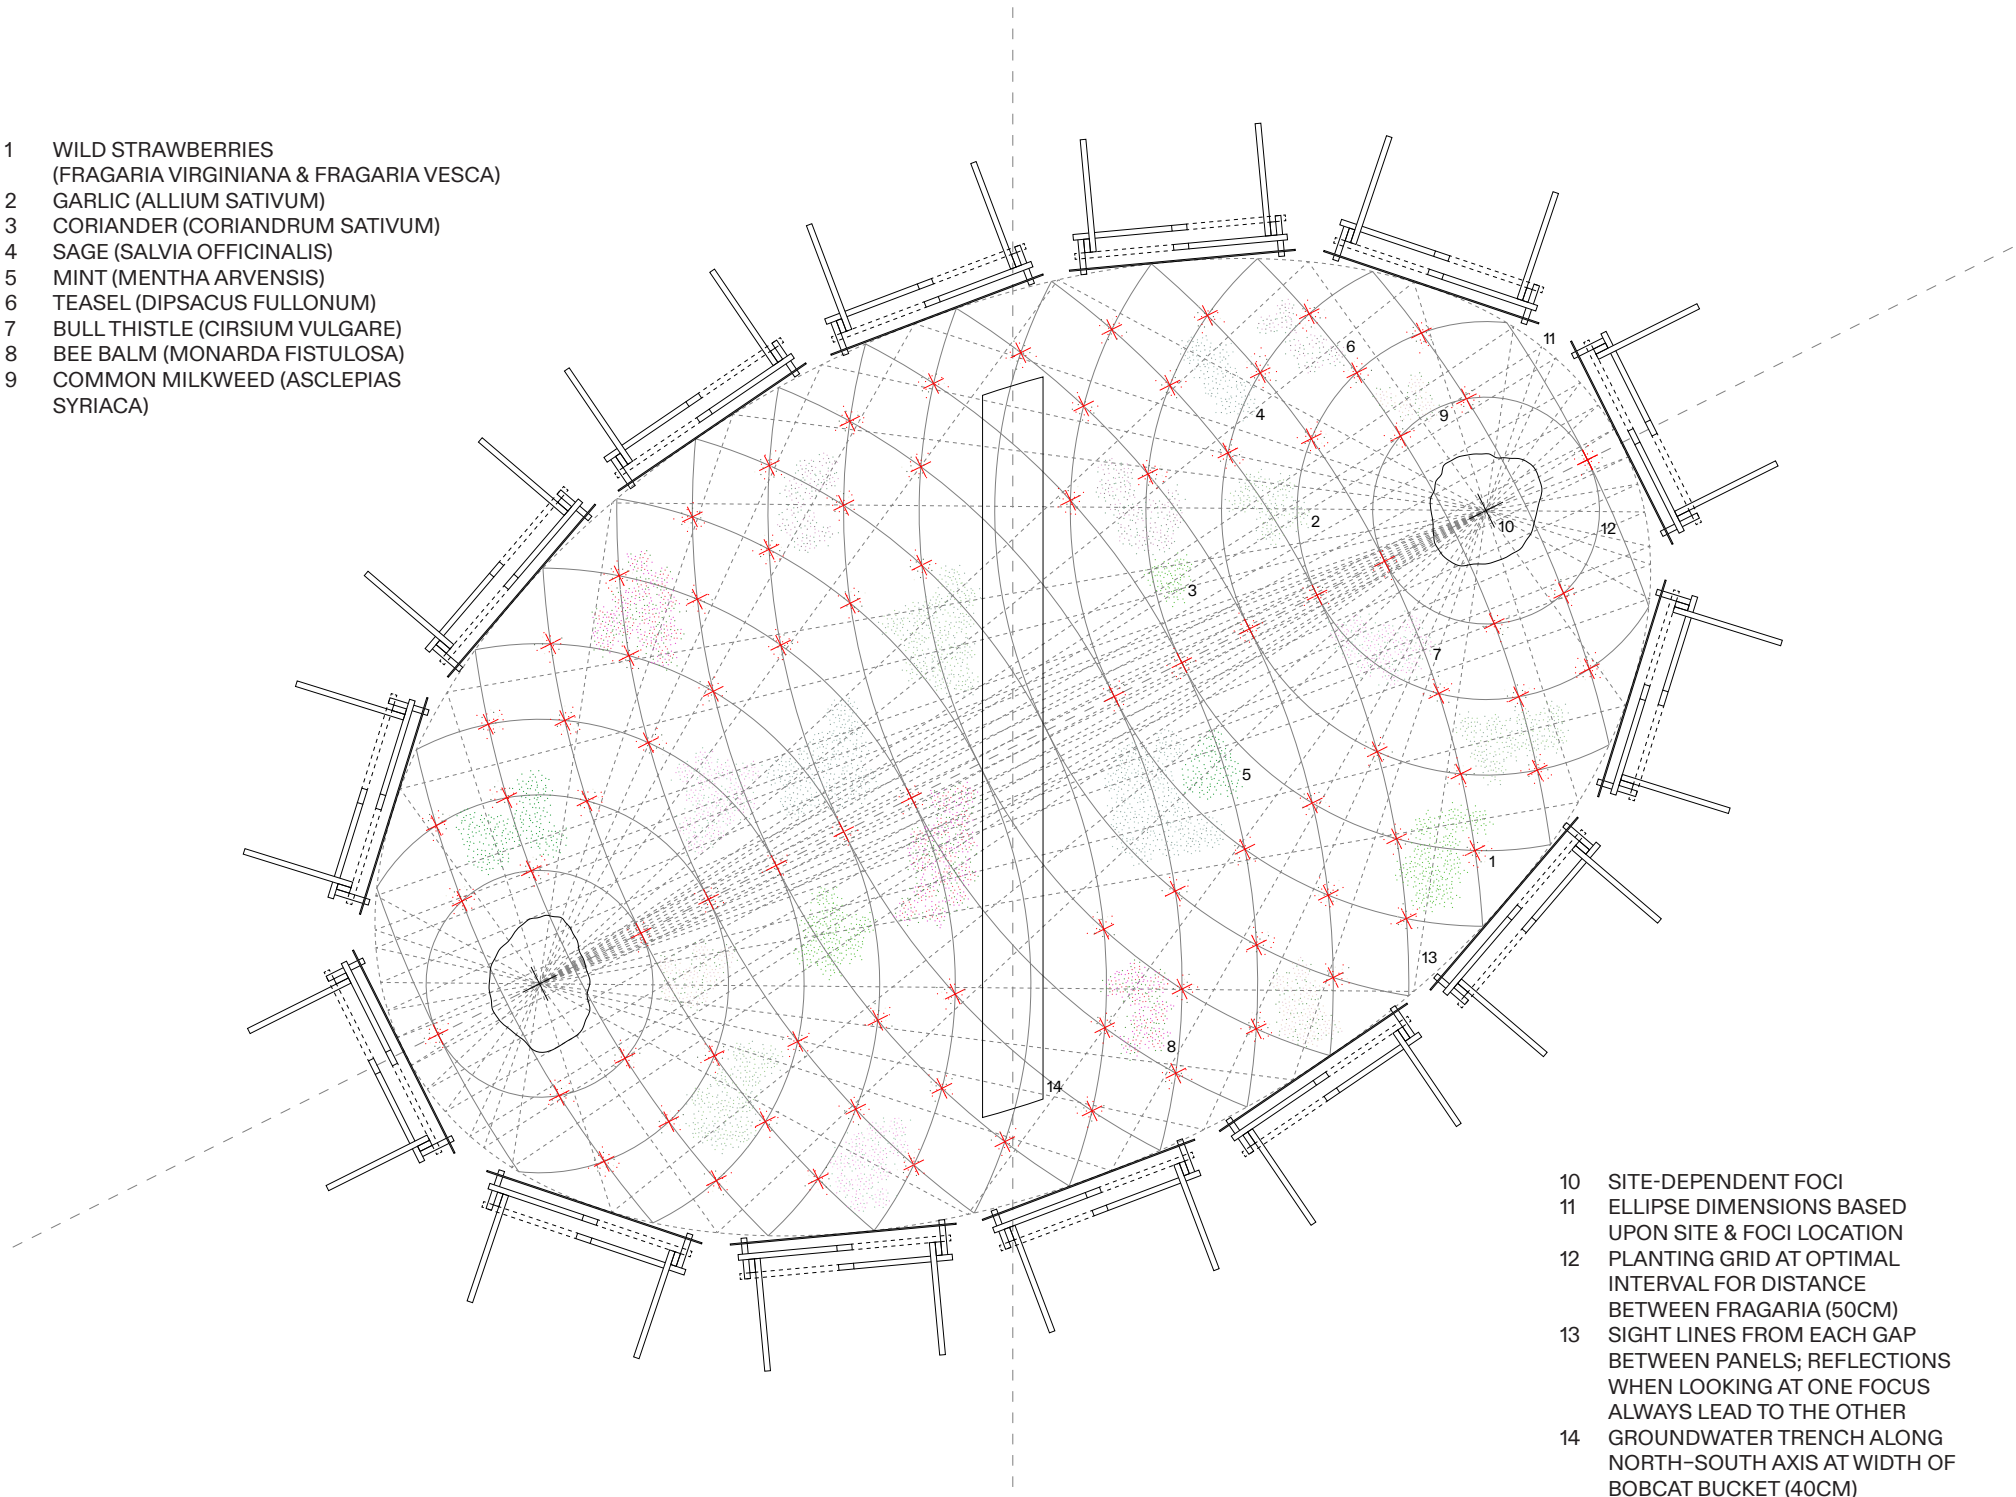 1 WILD STRAWBERRIES
(FRAGARIA VIRGINIANA & FRAGARIA VESCA)
2 GARLIC (ALLIUM SATIVUM)
3 CORIANDER (CORIANDRUM SATIVUM)
4 SAGE (SALVIA OFFICINALIS)
5 MINT (MENTHA ARVENSIS)
6 TEASEL (DIPSACUS FULLONUM)
7 BULL THISTLE (CIRSIUM VULGARE)
8 BEE BALM (MONARDA FISTULOSA)
9 COMMON MILKWEED (ASCLEPIAS
SYRIACA)
11
6
4
9
2
10
12
3
7
5
1
13
8
14
10 SITE-DEPENDENT FOCI
11 ELLIPSE DIMENSIONS BASED
UPON SITE & FOCI LOCATION
12 PLANTING GRID AT OPTIMAL
INTERVAL FOR DISTANCE
BETWEEN FRAGARIA (50CM)
13 SIGHT LINES FROM EACH GAP
BETWEEN PANELS; REFLECTIONS
WHEN LOOKING AT ONE FOCUS
ALWAYS LEAD TO THE OTHER
14 GROUNDWATER TRENCH ALONG
NORTH–SOUTH AXIS AT WIDTH OF
BOBCAT BUCKET (40CM)